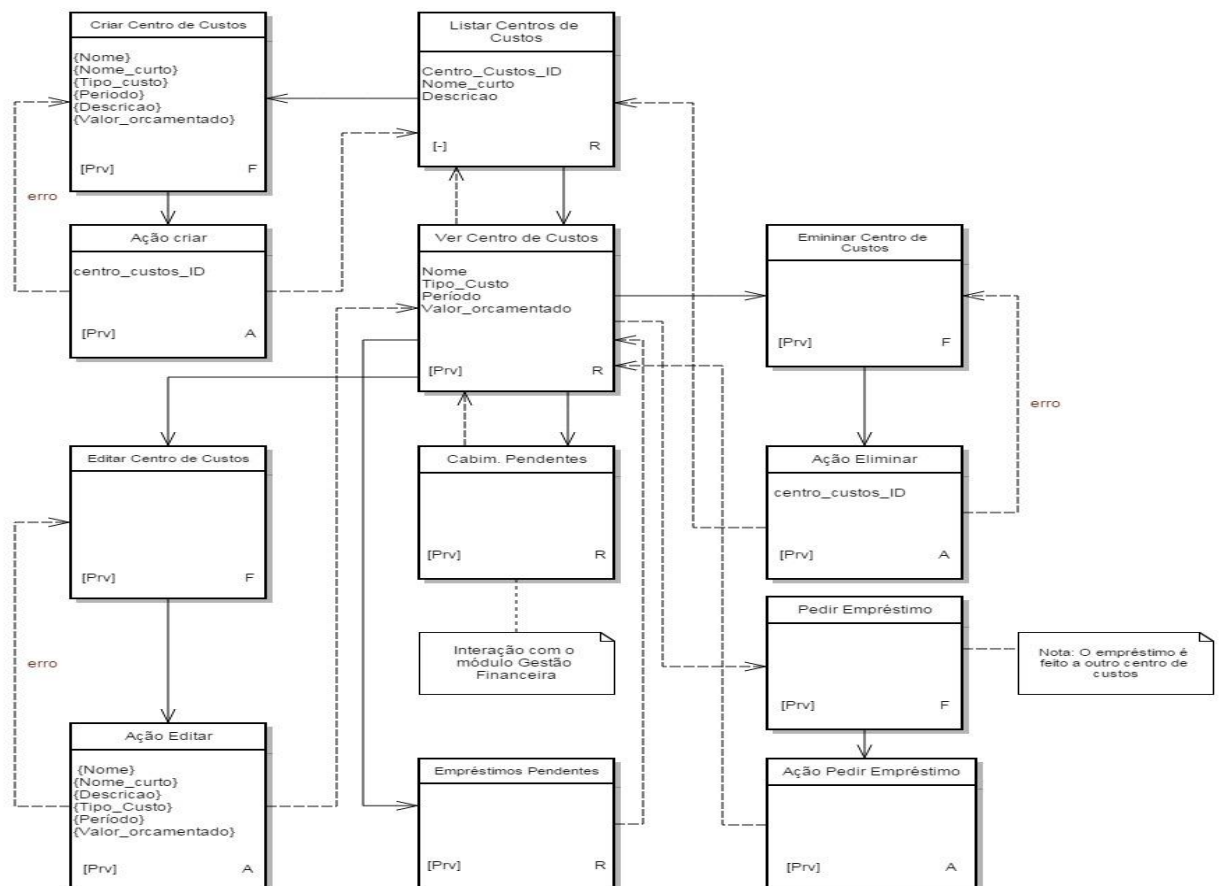 Criar Centro de Custos
{Nome}
{Nome_curto}
{Tipo_custo}
{Periodo}
{Descricao}
{Valor_orcamentado}
[Prv] F
Listar Centros de
Custos
Centro_Custos_ID
Nome_curto
Descricao
[-] R
erro
Ação criar
centro_custos_ID
[Prv] A
Ver Centro de Custos
Nome
Tipo_Custo
Período
Valor_orcamentado
[Prv] R
Emininar Centro de
Custos
[Prv] F
erro
Editar Centro de Custos
[Prv] F
Cabim. Pendentes
[Prv] R
Ação Eliminar
centro_custos_ID
[Prv] A
Interação com o
módulo Gestão
Financeira
Pedir Empréstimo
[Prv] F
Nota: O empréstimo é
feito a outro centro de
custos
erro
Ação Editar
{Nome}
{Nome_curto}
{Descricao}
{Tipo_Custo}
{Período}
{Valor_orcamentado}
[Prv] A
Empréstimos Pendentes
[Prv] R
Ação Pedir Empréstimo
[Prv] A